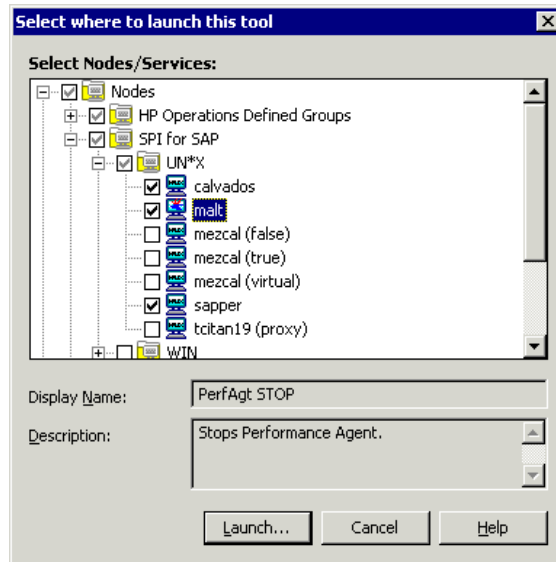 Select where to launch this tool
Select Nodes/Services:
Nodes
HP Operations Defined Groups
SPI for SAP
UN*X
calvados
malt
mezcal (false)
mezcal (true)
mezcal (virtual)
sapper
tcitan19 (proxy)
WIN
Display Name: PerfAgt STOP
Description: Stops Performance Agent.
Launch... Cancel Help